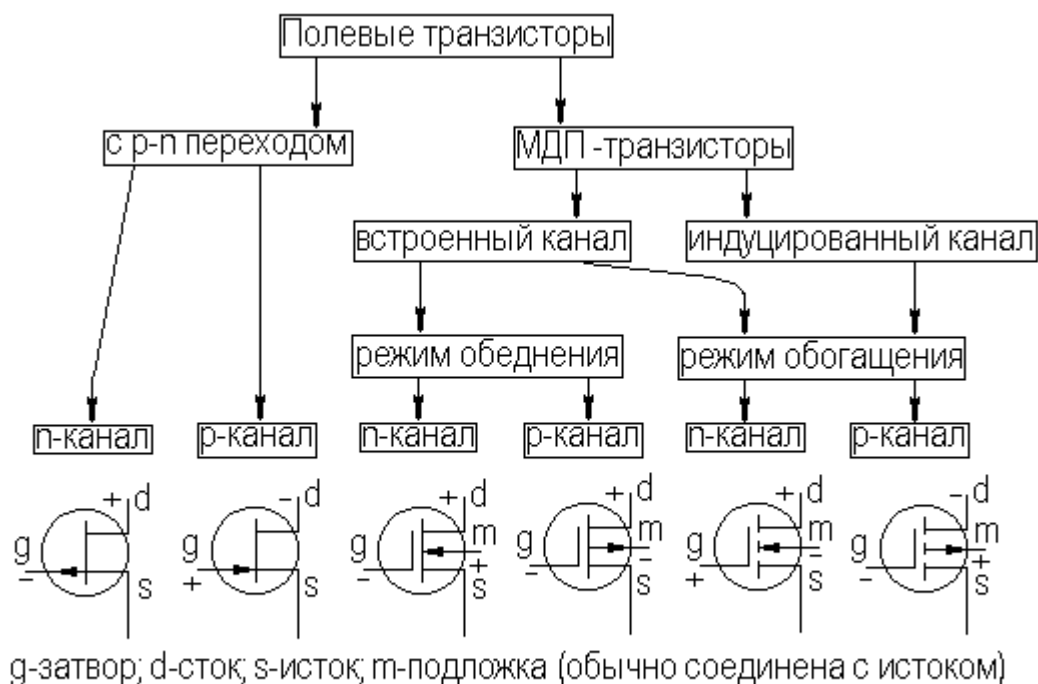 Полевые транзисторы
с p-n переходом
МДП -транзисторы
встроенный канал
индуцированный канал
режим обеднения
режим обогащения
n-канал
p-канал
n-канал
p-канал
n-канал
p-канал
+ d
- d
+ d
+ d
+ d
- d
g
g
g m
g m
g m
g m
- s
+ s
- + s
- - s
+ - s
- + s
g-затвор; d-сток; s-исток; m-подложка (обычно соединена с истоком)